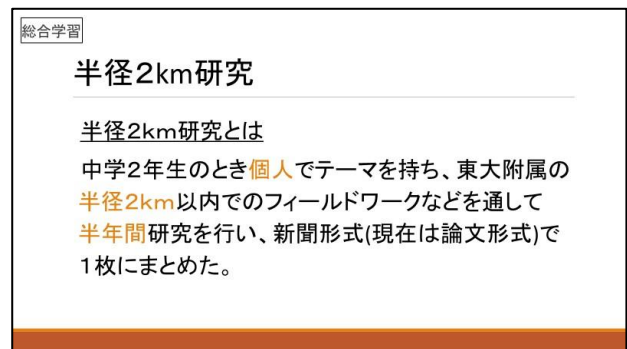 総合学習
半径2km研究
半径2km研究とは
中学2年生のとき個人でテーマを持ち、東大附属の
半径2km以内でのフィールドワークなどを通して
半年間研究を行い、新聞形式(現在は論文形式)で
1枚にまとめた。